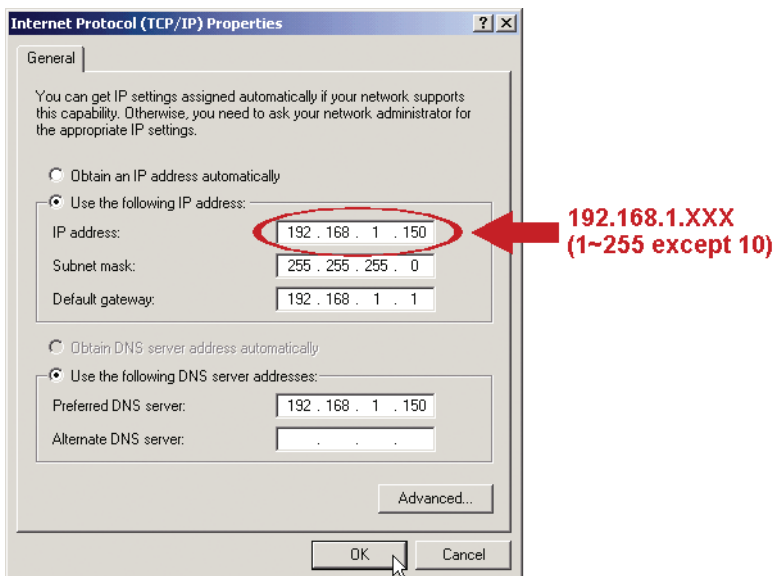 Internet Protocol (TCP/IP) Properties
General
You can get IP settings assigned automatically if your network supports
this capability. Otherwise, you need to ask your network administrator for
the appropriate IP settings.
Obtain an IP address automatically
Use the following IP address:
IP address: 192 . 168 . 1 . 150
192.168.1.XXX
(1~255 except 10)
Subnet mask: 255 . 255 . 255 . 0
Default gateway: 192 . 168 . 1 . 1
Obtain DNS server address automatically
Use the following DNS server addresses:
Preferred DNS server: 192 . 168 . 1 . 150
Alternate DNS server: . . .
Advanced...
OK Cancel